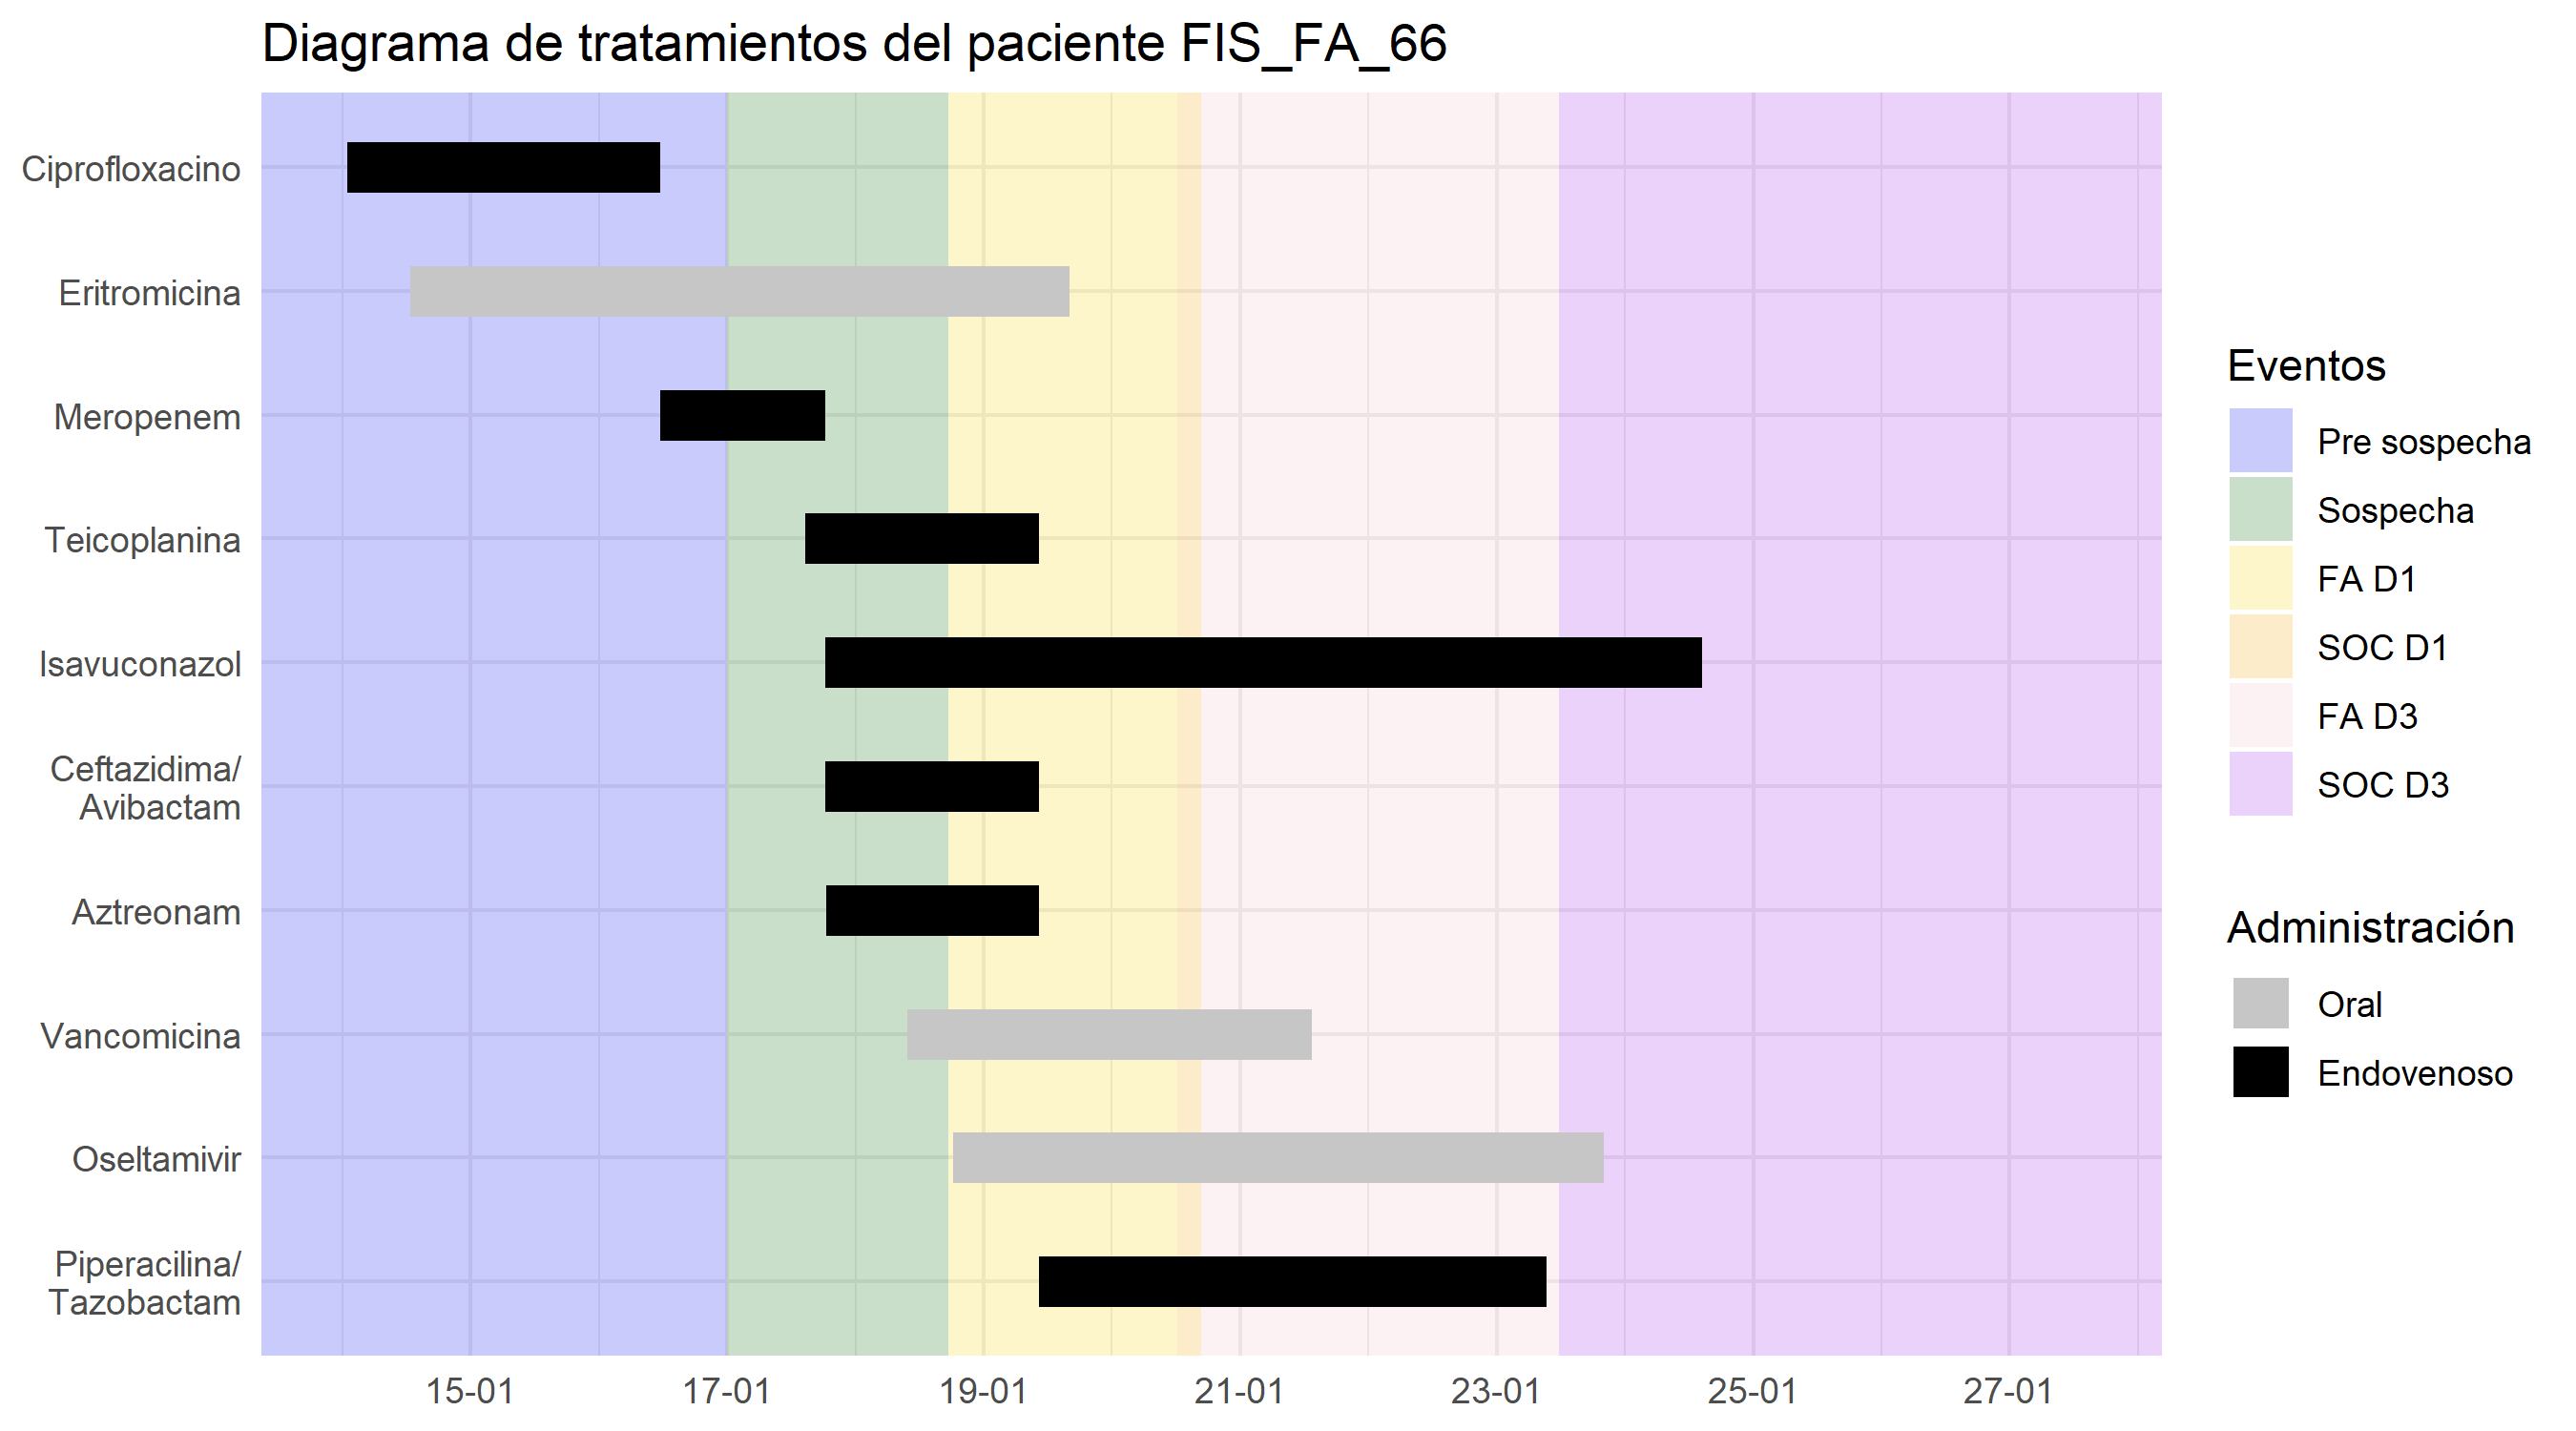 Diagrama de tratamientos del paciente FIS_FA_66
Ciprofloxacino
Eritromicina
Meropenem
Teicoplanina
Isavuconazol
Ceftazidima/
Avibactam
Aztreonam
Vancomicina
Oseltamivir
Piperacilina/
Tazobactam
15-01
17-01
19-01
21-01
23-01
25-01
27-01
Eventos
Pre sospecha
Sospecha
FA D1
SOC D1
FA D3
SOC D3
Administración
Oral
Endovenoso